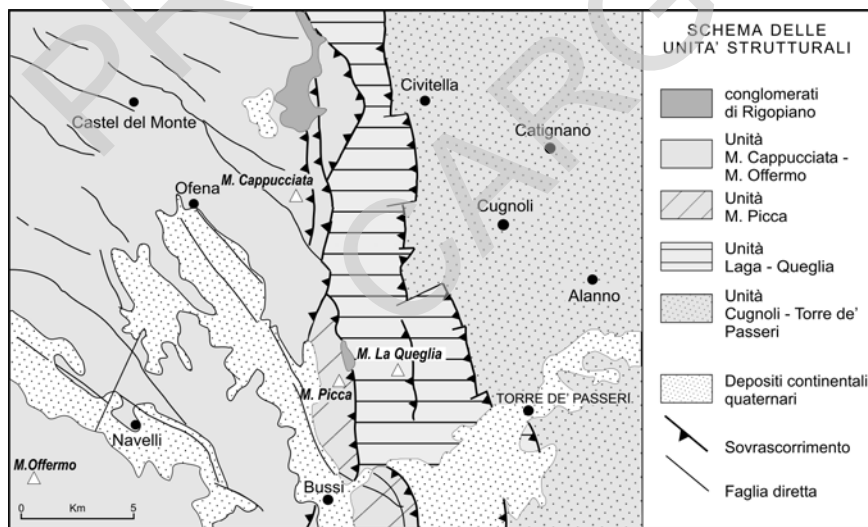 PR
CARG
Civitella
Castel del Monte
Catignano
M. Cappucciata
Ofena
Cugnoli
Alanno
M. La Queglia
M. Picca
TORRE DE' PASSERI
Navelli
M.Offermo
Bussi
0 Km 5
SCHEMA DELLE
UNITA' STRUTTURALI
conglomerati
di Rigopiano
Unità
M. Cappucciata -
M. Offermo
Unità
M. Picca
Unità
Laga - Queglia
Unità
Cugnoli - Torre de'
Passeri
Depositi continentali
quaternari
Sovrascorrimento
Faglia diretta